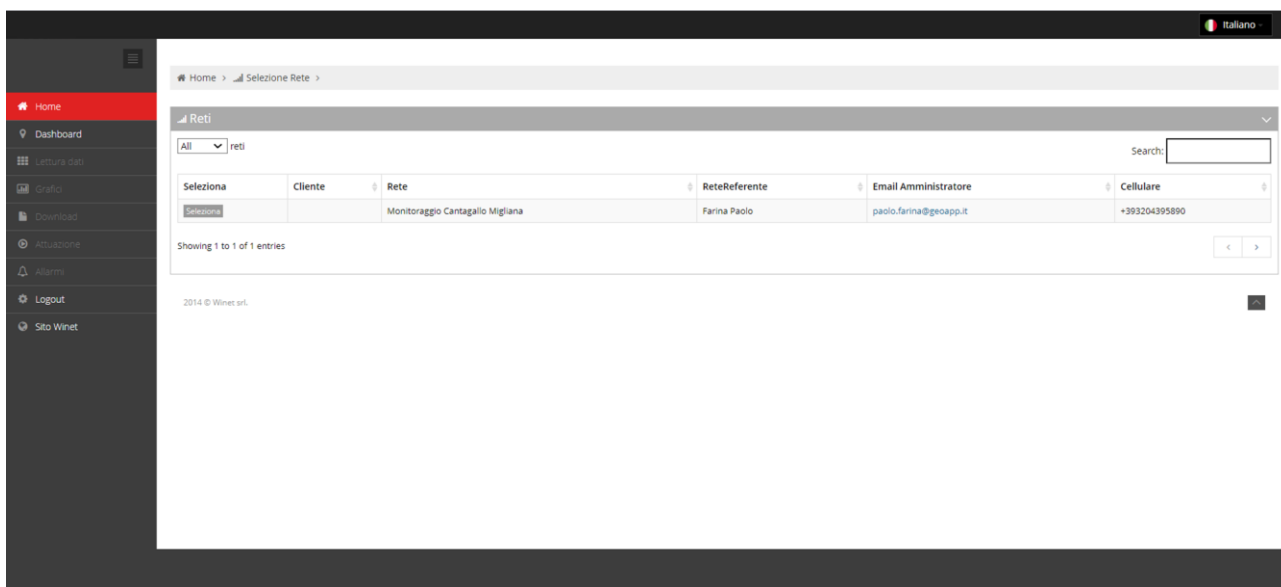 Italiano
Home > Selezione Rete >
Home
Dashboard
Lettura dati
Grafici
Download
Attuazione
Allarmi
Logout
Sito Winet
Reti
All reti
Search:
Seleziona Cliente Rete ReteReferente Email Amministratore Cellulare
Seleziona Monitoraggio Cantagallo Migliana Farina Paolo paolo.farina@geoapp.it +393204395890
Showing 1 to 1 of 1 entries
2014 © Winet srl.